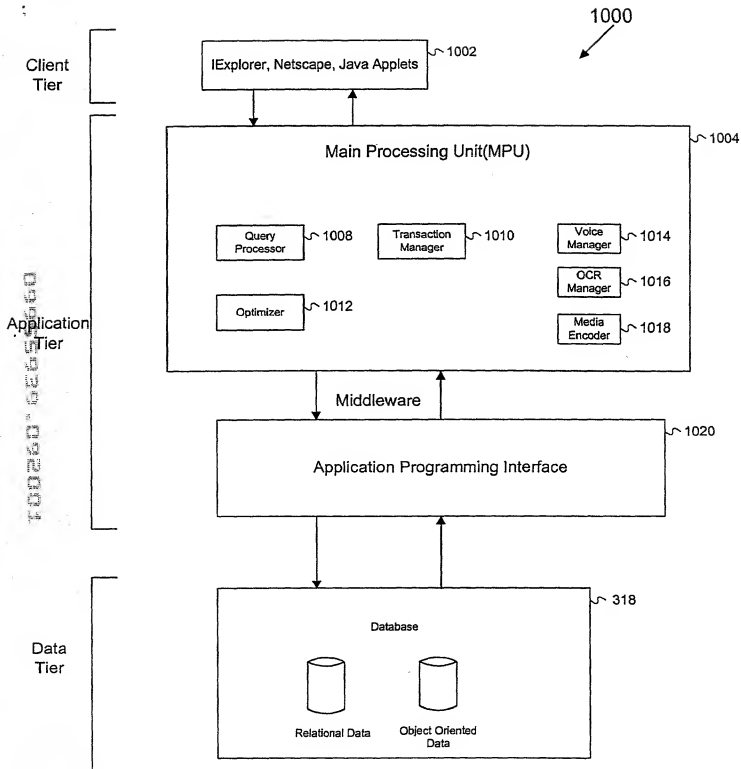 1000
Client
Tier
IExplorer, Netscape, Java Applets
1002
Application
Tier
Main Processing Unit(MPU)
1004
Query
Processor
1008
Transaction
Manager
1010
Voice
Manager
1014
OCR
Manager
1016
Optimizer
1012
Media
Encoder
1018
Middleware
Application Programming Interface
1020
Data
Tier
318
Database
Relational Data
Object Oriented
Data